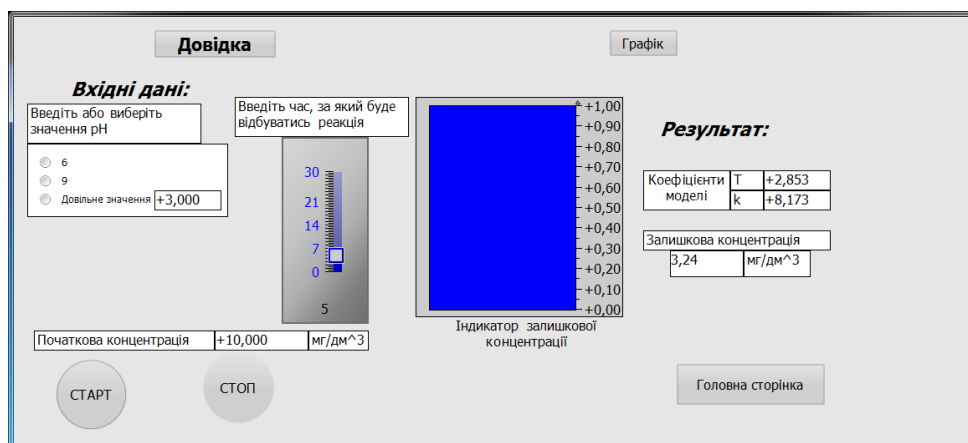 Довідка
Графік
Вхідні дані:
Введіть або виберіть
значення pH
6
9
Довільне значення +3,000
Введіть час, за який буде
відбуватись реакція
30
21
14
7
0
5
+1,00
+0,90
+0,80
+0,70
+0,60
+0,50
+0,40
+0,30
+0,20
+0,10
+0,00
Індикатор залишкової
концентрації
Результат:
Коефіцієнти
моделі
T +2,853
k +8,173
Залишкова концентрація
3,24 мг/дм^3
Початкова концентрація +10,000 мг/дм^3
СТАРТ
СТОП
Головна сторінка